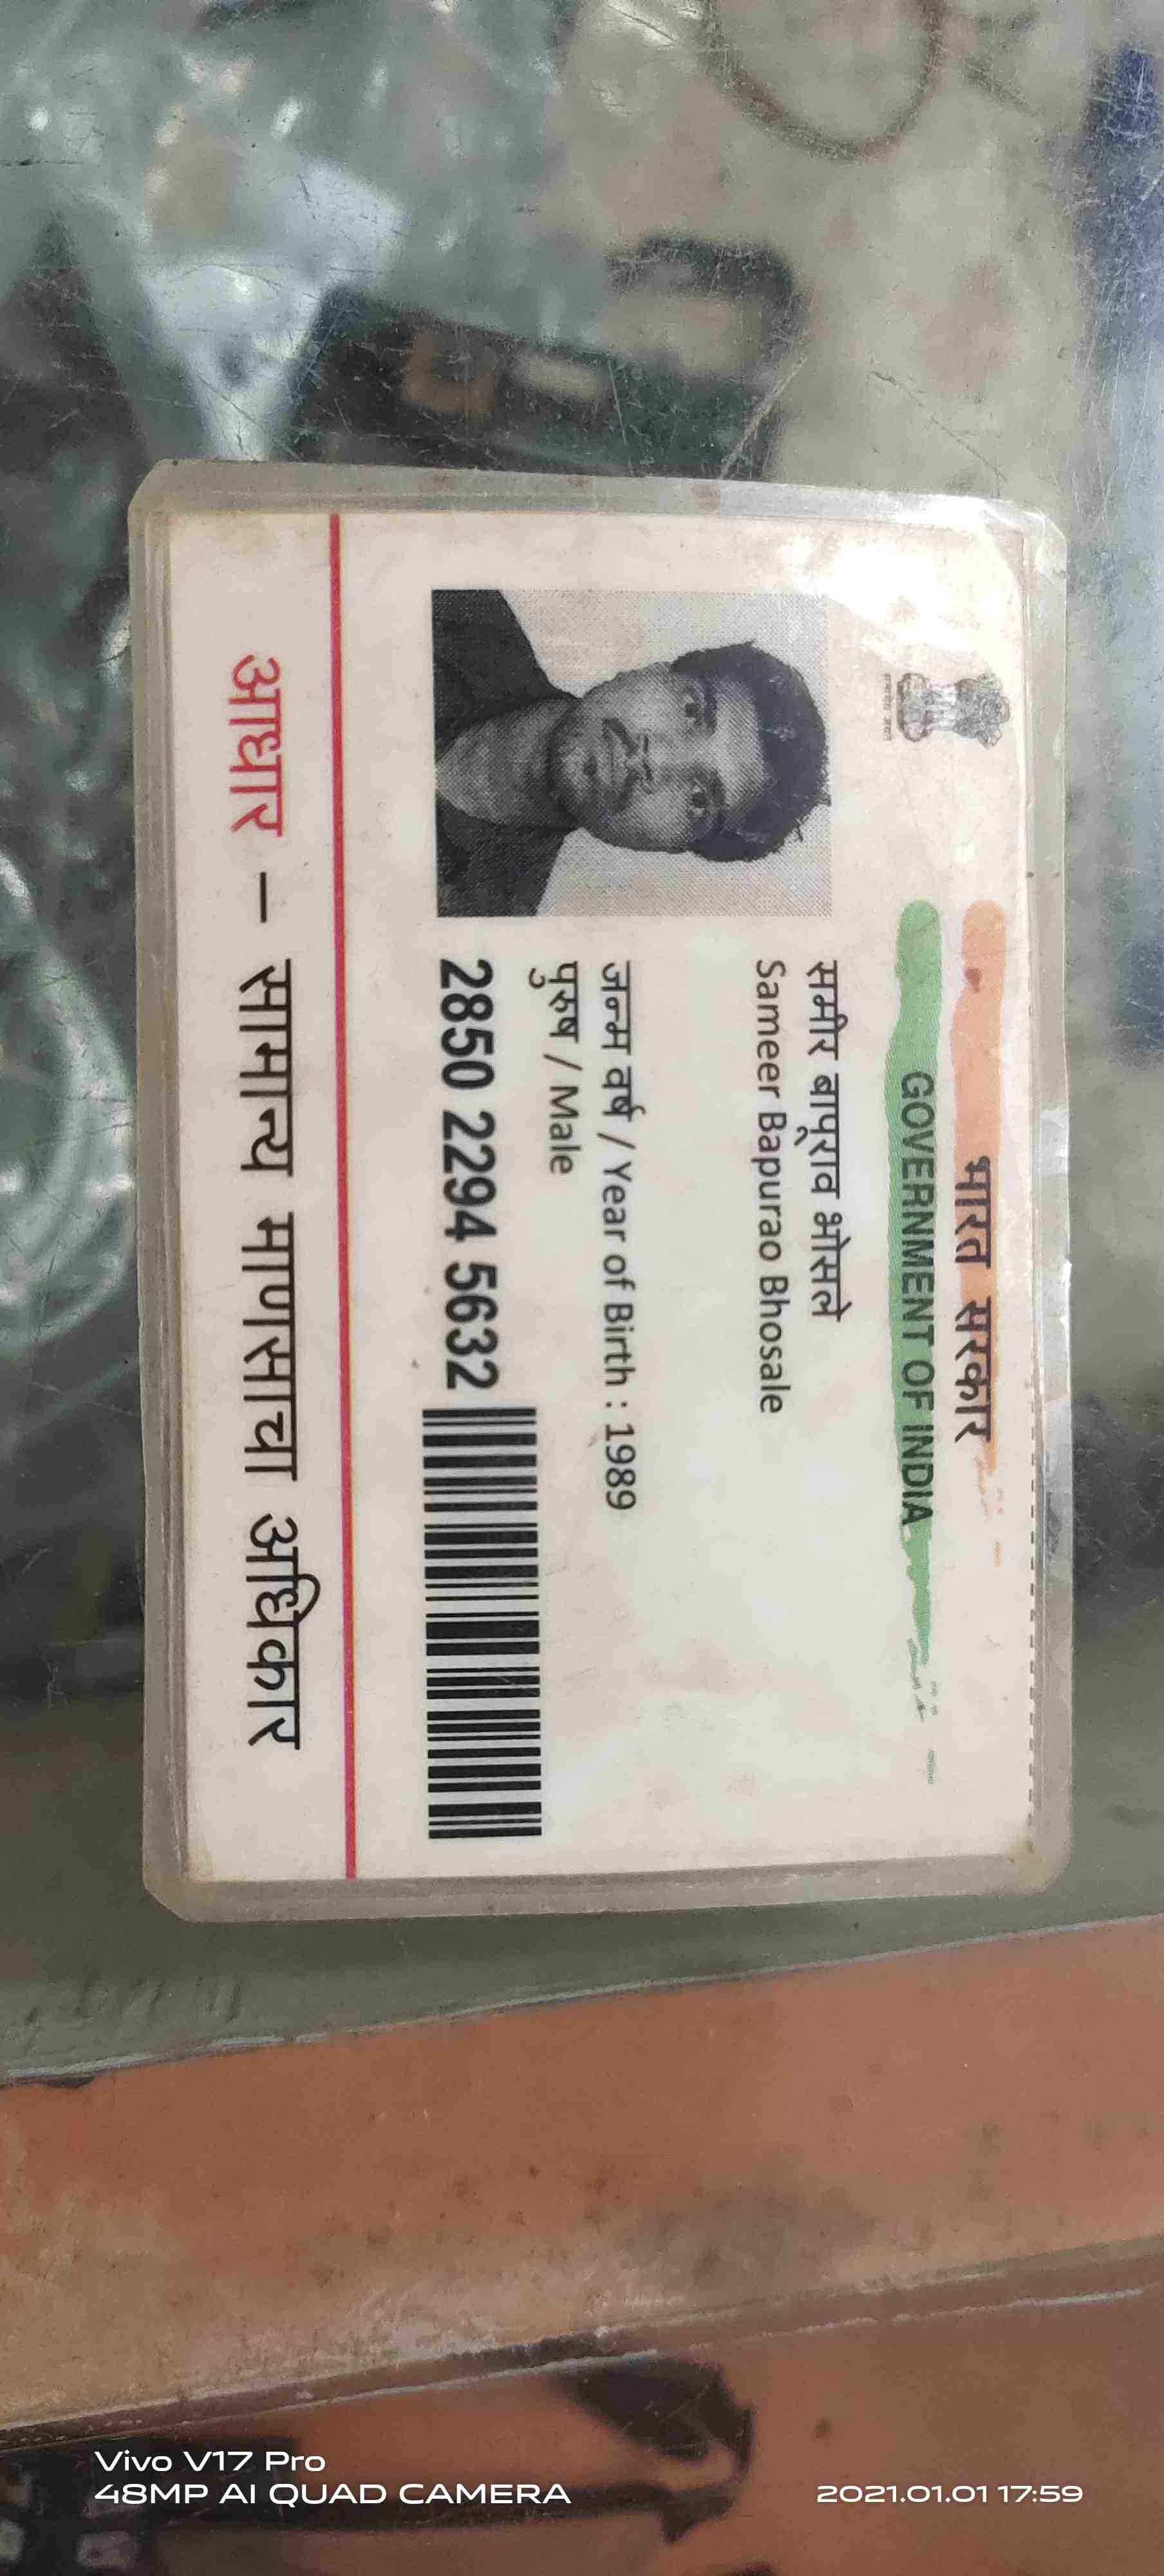 भारत सरकार
GOVERNMENT OF INDIA
समीर बापूराव भोसले
Sameer Bapurao Bhosale
जन्म वर्ष / Year of Birth : 1989
पुरुष / Male
2850 2294 5632
आधार – सामान्य माणसाचा अधिकार
Vivo V17 Pro
48MP AI QUAD CAMERA
2021.01.01 17:59